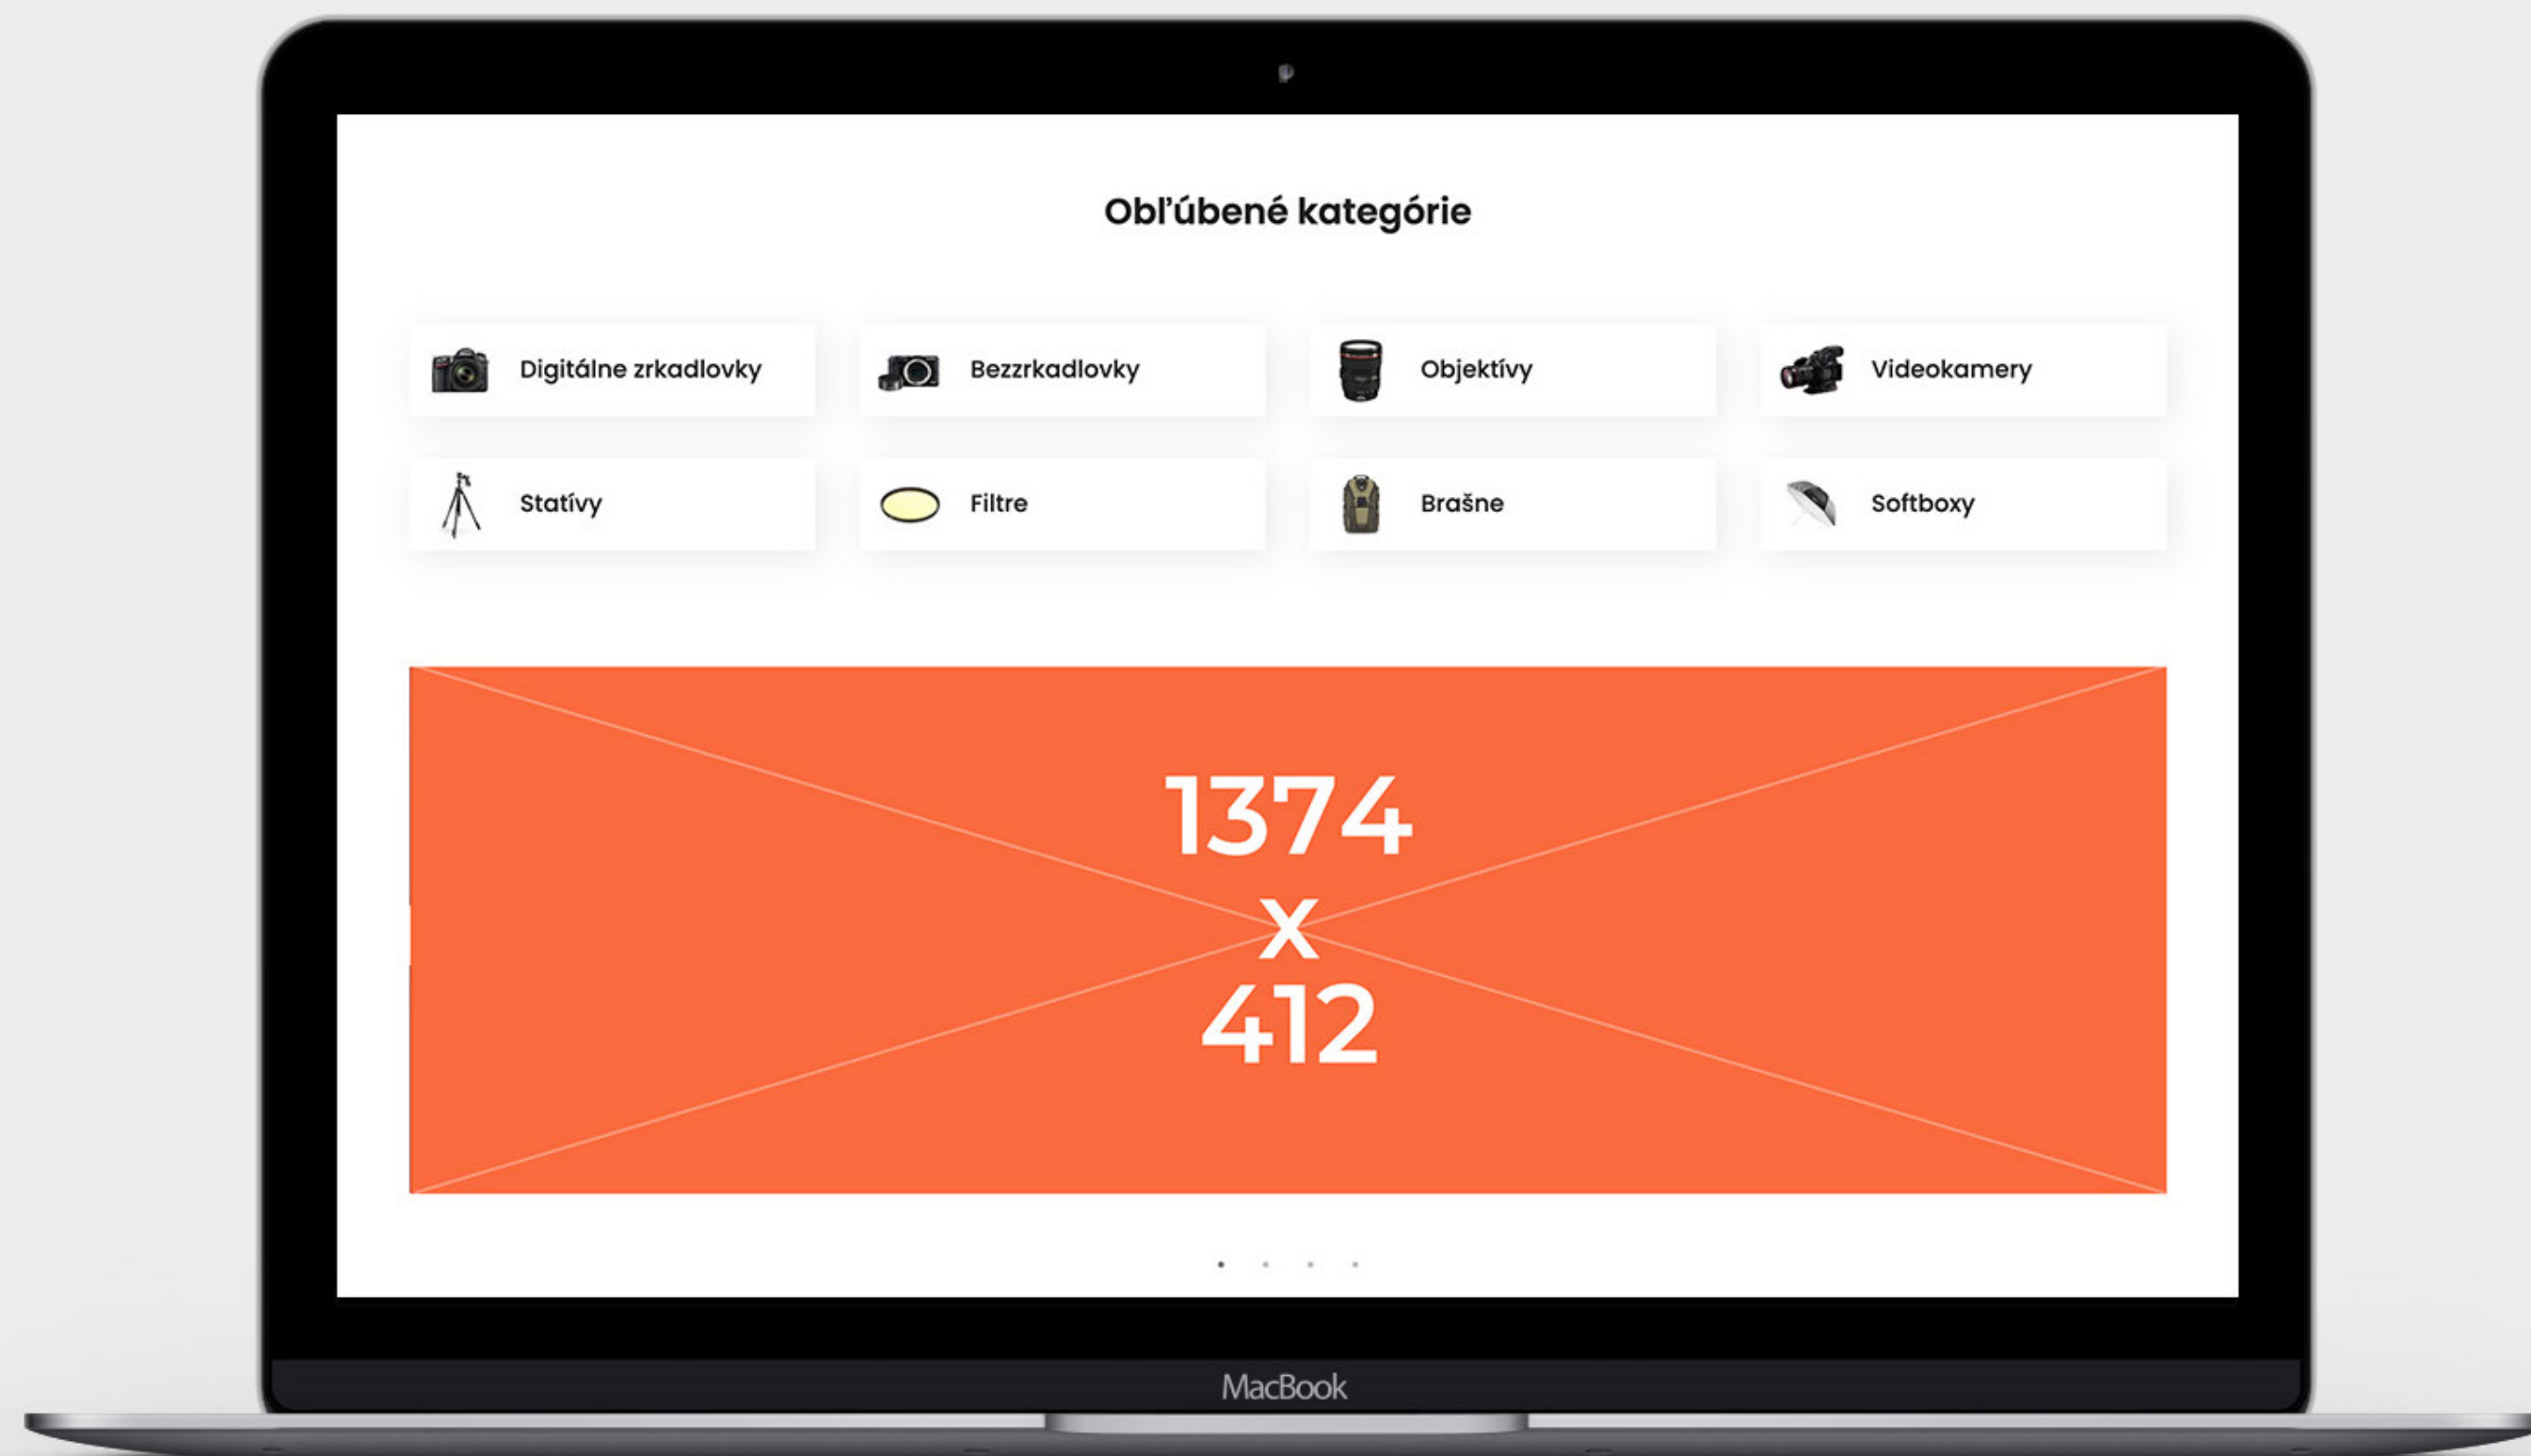 Obľúbené kategórie
Digitálne zrkadlovky
Bezzrkadlovky
Objektívy
Videokamery
Statívy
Filtre
Brašne
Softboxy
1374
x
412
MacBook